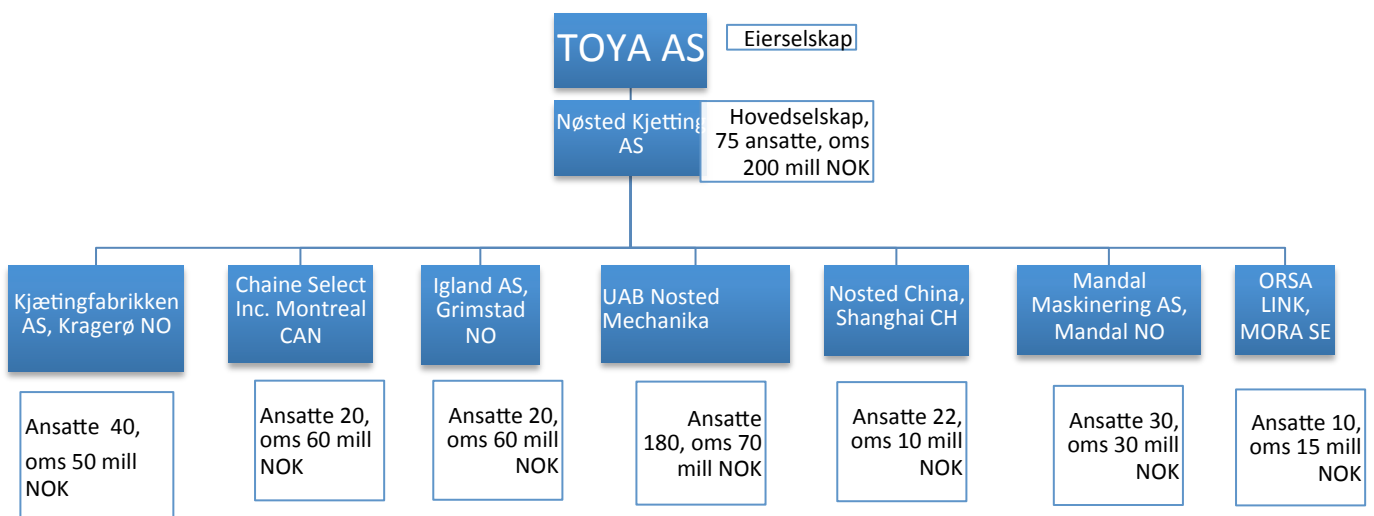 TOYA AS
Eierselskap
Nøsted Kjetting
AS
Hovedselskap,
75 ansatte, oms
200 mill NOK
Kjætingfabrikken
AS, Kragerø NO
Chaine Select
Inc. Montreal
CAN
Igland AS,
Grimstad
NO
UAB Nosted
Mechanika
Nosted China,
Shanghai CH
Mandal
Maskinering AS,
Mandal NO
ORSA
LINK,
MORA SE
Ansatte 40,
oms 50 mill
NOK
Ansatte 20,
oms 60 mill
NOK
Ansatte 20,
oms 60 mill
NOK
Ansatte
180, oms 70
mill NOK
Ansatte 22,
oms 10 mill
NOK
Ansatte 30,
oms 30 mill
NOK
Ansatte 10,
oms 15 mill
NOK